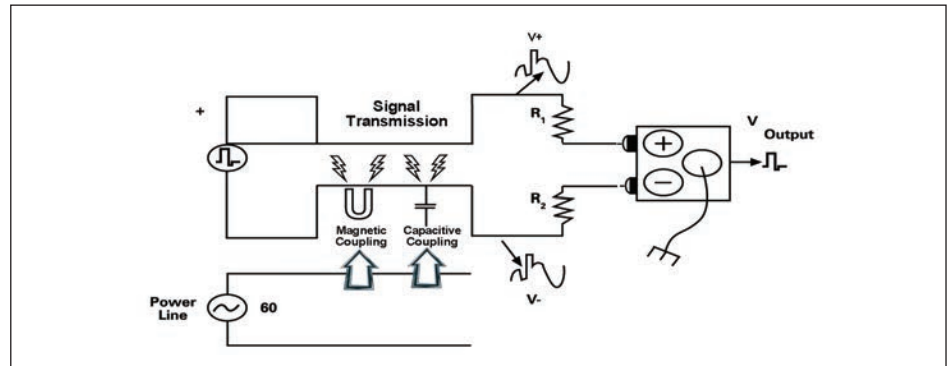 V+
+
Signal
Transmission
R1
V
Output
+
−
R2
Magnetic
Coupling
Capacitive
Coupling
Power
Line
60
V-